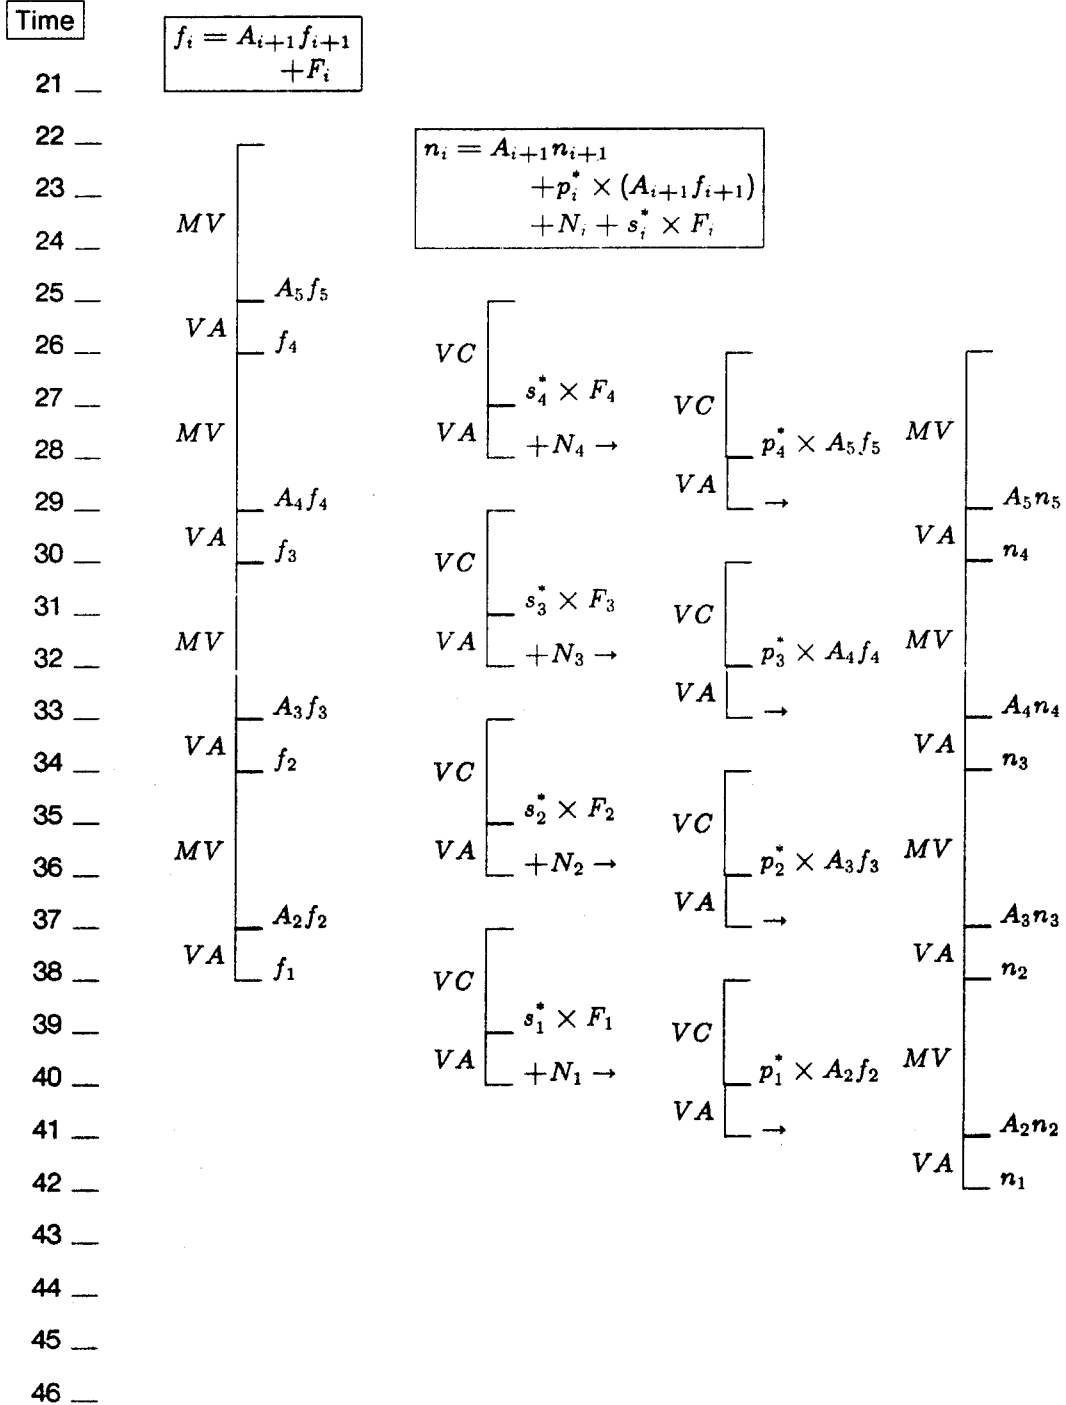 Time
f_i = A_{i+1} f_{i+1}
+F_i
21
22
n_i = A_{i+1} n_{i+1}
23
+p_i^* × (A_{i+1} f_{i+1})
MV
+N_i + s_i^* × F_i
24
25
A_5 f_5
VA
26
f_4
VC
27
s_4^* × F_4
VC
MV
VA
+N_4 →
p_4^* × A_5 f_5
MV
28
VA
29
A_4 f_4
→
A_5 n_5
VA
VA
30
f_3
VC
n_4
31
s_3^* × F_3
VC
MV
VA
+N_3 →
p_3^* × A_4 f_4
MV
32
VA
33
A_3 f_3
→
A_4 n_4
VA
VA
34
f_2
VC
n_3
35
s_2^* × F_2
VC
MV
VA
+N_2 →
p_2^* × A_3 f_3
MV
36
VA
37
A_2 f_2
→
A_3 n_3
VA
VA
38
f_1
VC
n_2
39
s_1^* × F_1
VC
VA
+N_1 →
p_1^* × A_2 f_2
MV
40
VA
41
→
A_2 n_2
VA
42
n_1
43
44
45
46